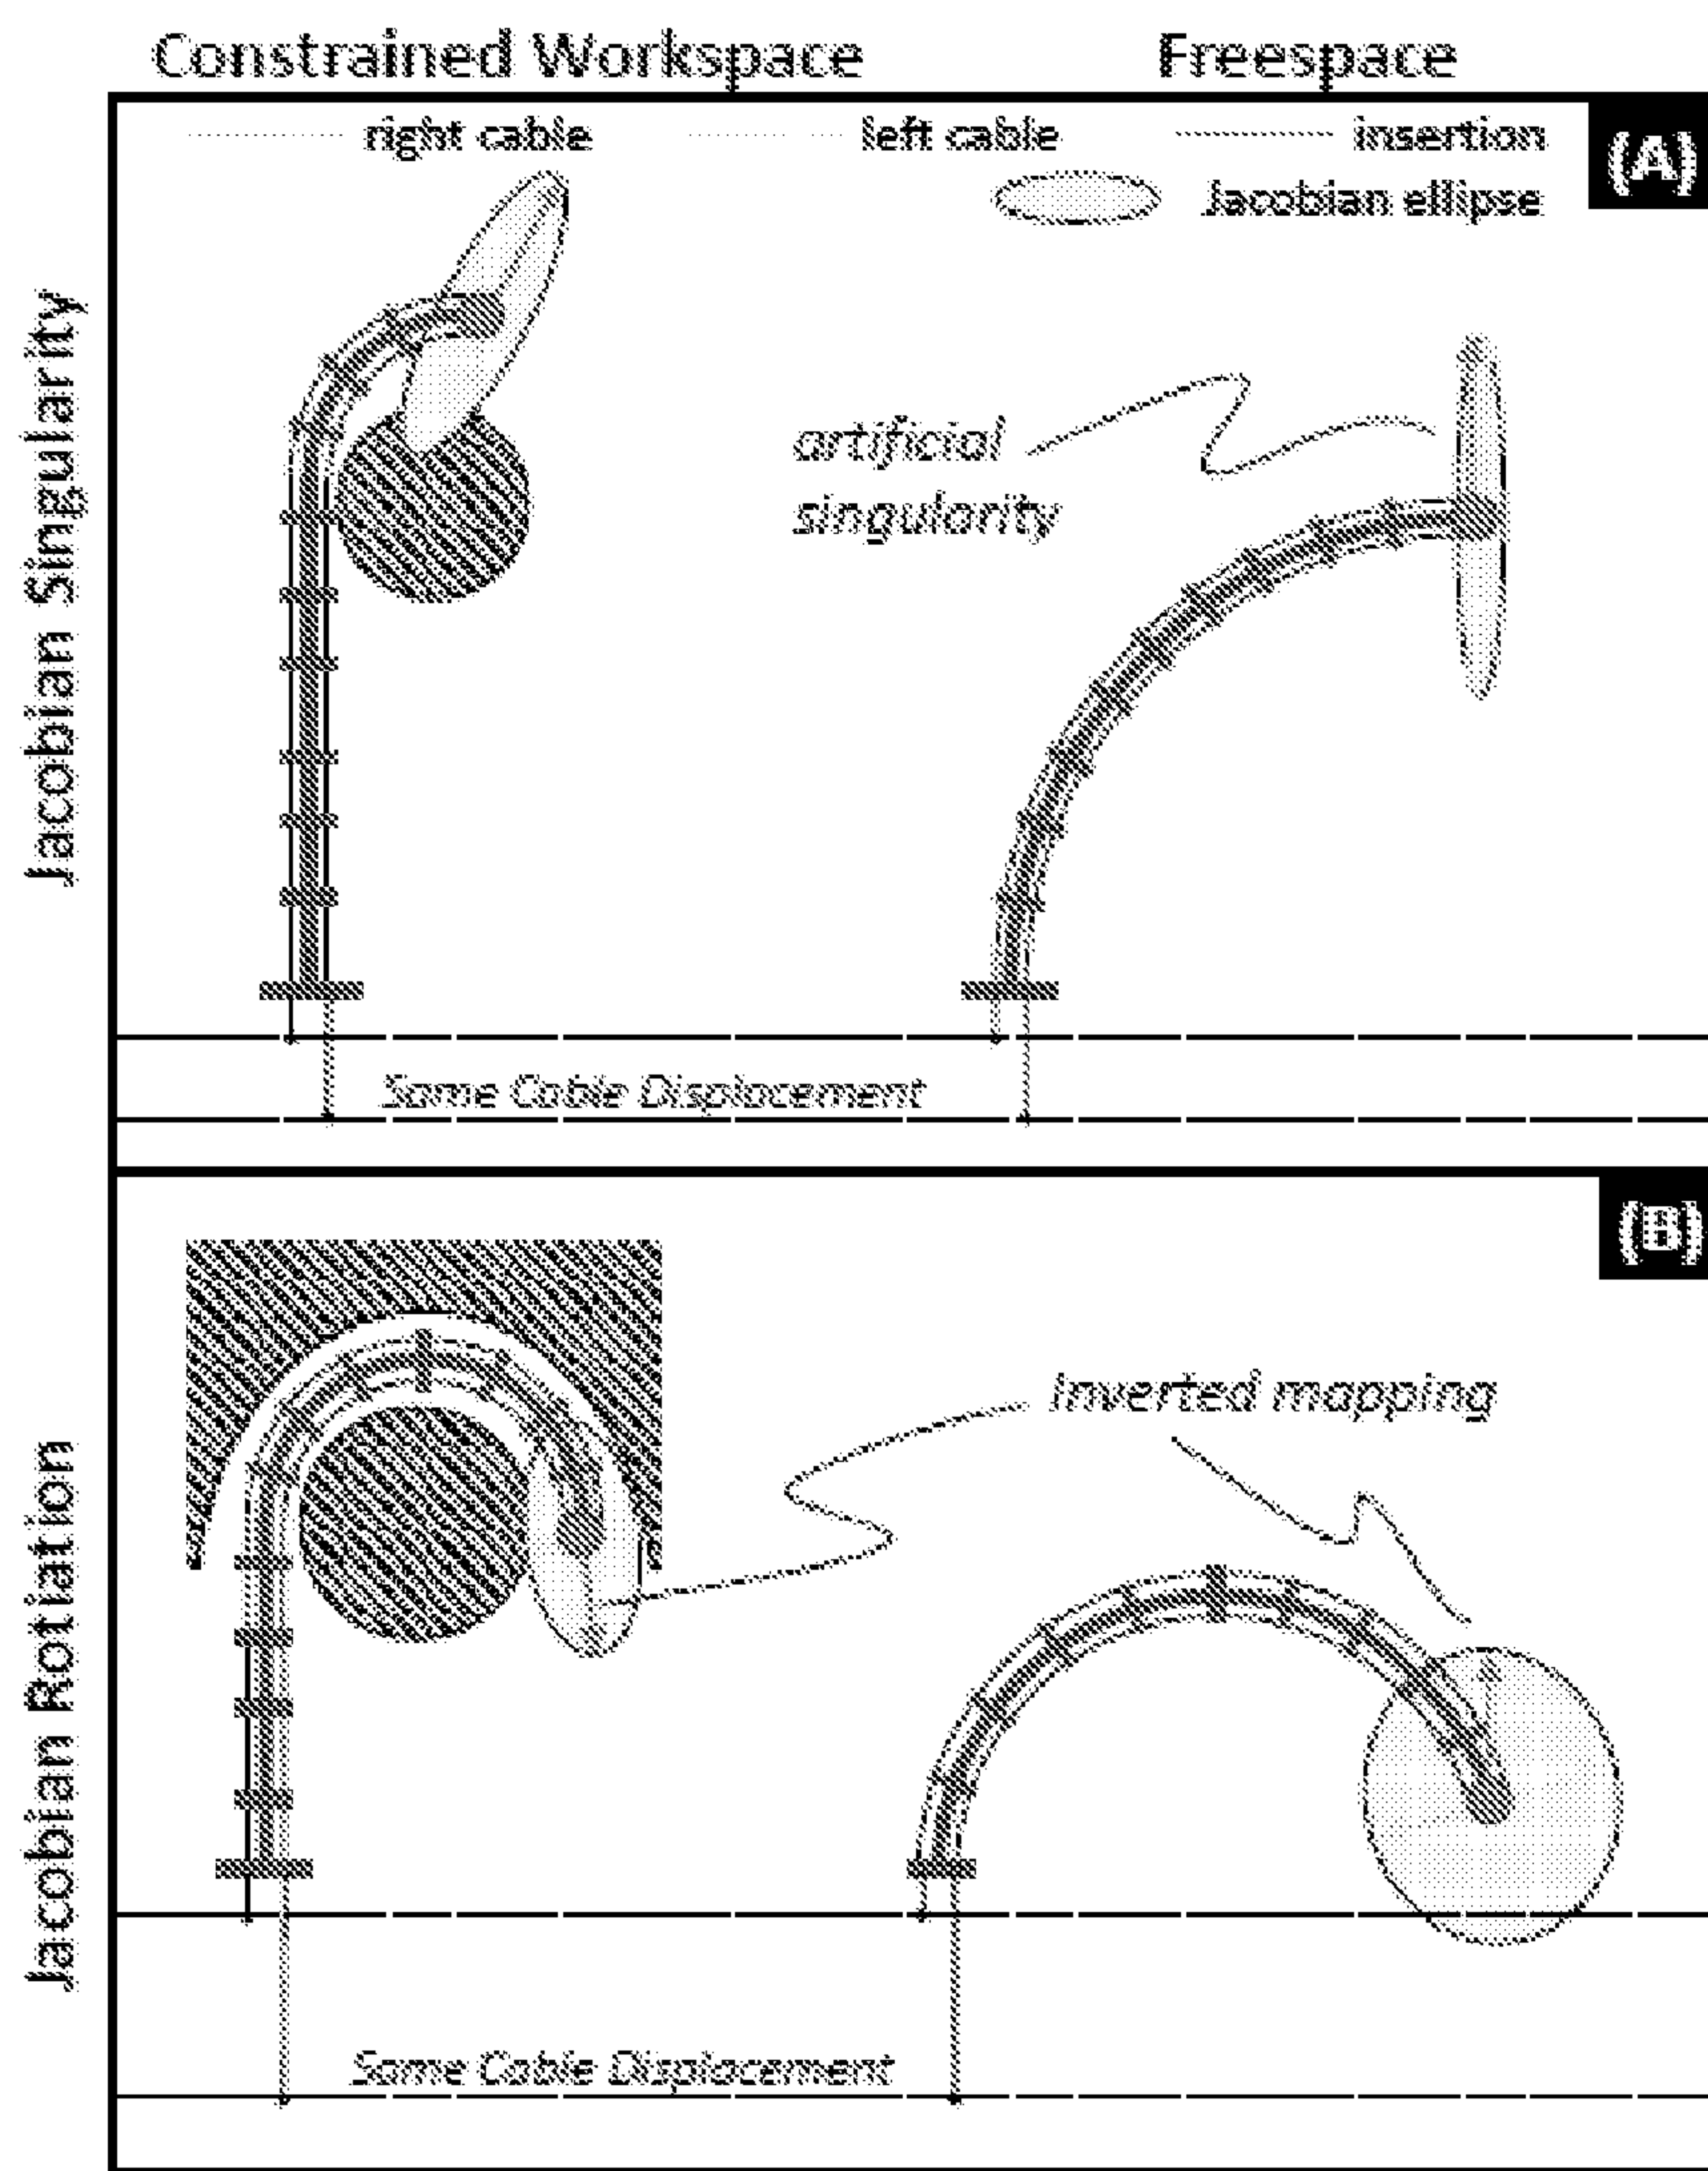 Constrained Workspace Freespace
right cable left cable insertion (A)
Jacobian ellipse
Jacobian Singularity
artificial
singularity
Same Cable Displacement
(B)
inverted mapping
Jacobian Rotiation
Same Cable Displacement